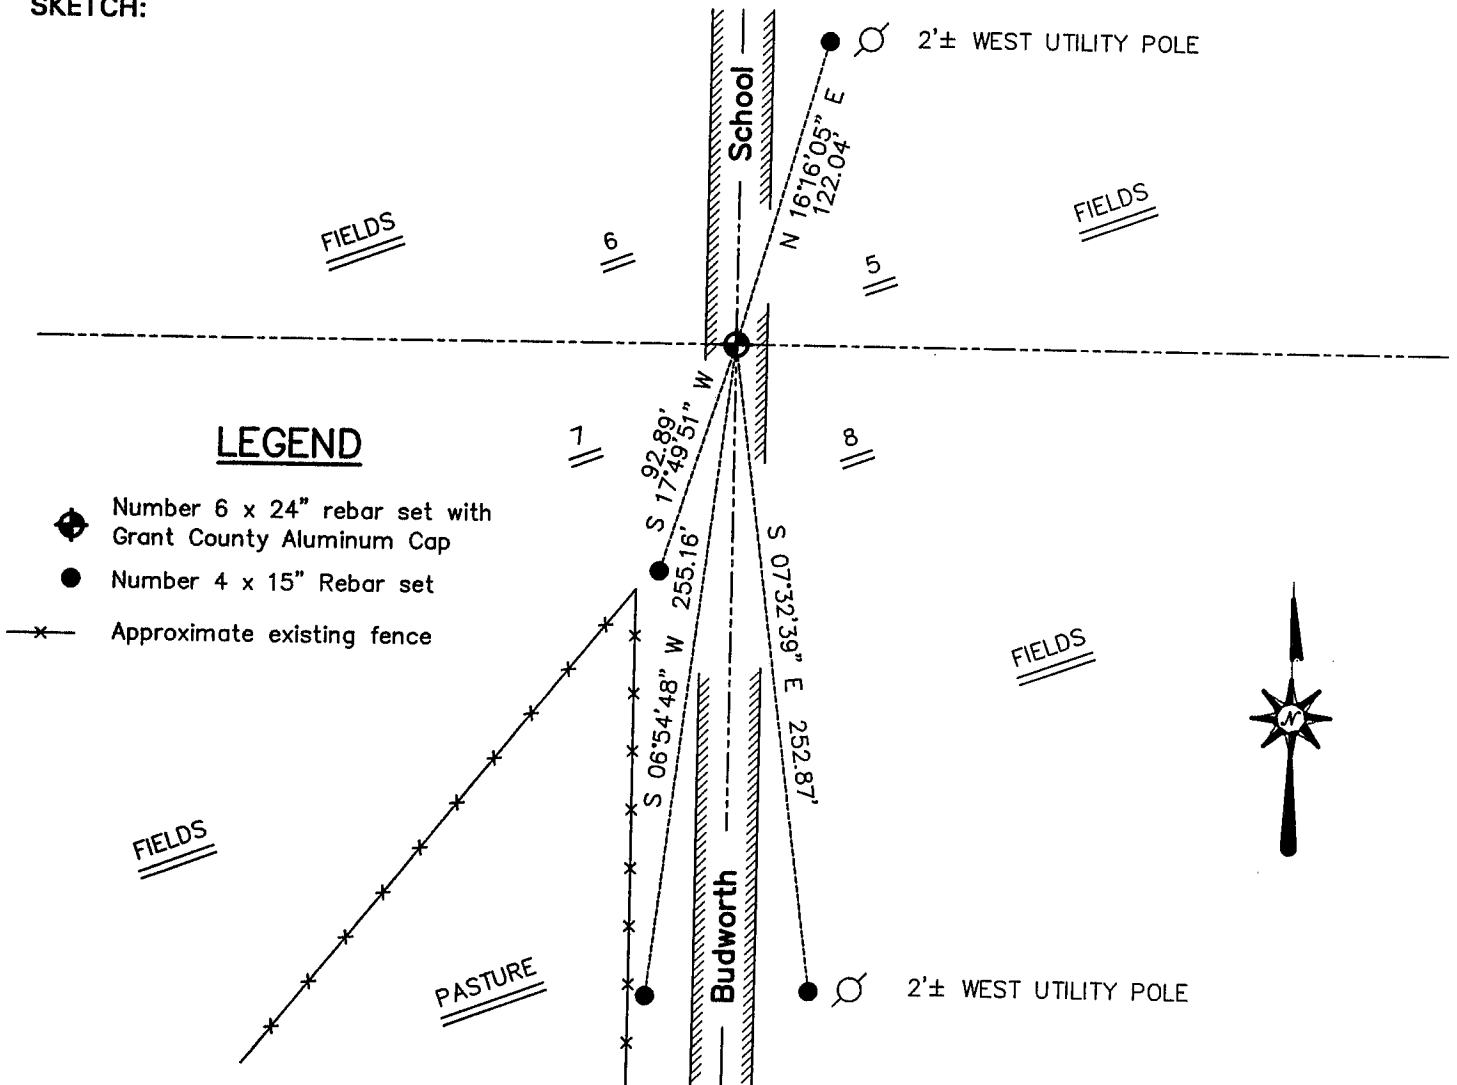 SKETCH:
2'± WEST UTILITY POLE
School
N 16°16'05" E
122.04'
FIELDS
6
5
FIELDS
LEGEND
Number 6 x 24" rebar set with
Grant County Aluminum Cap
Number 4 x 15" Rebar set
Approximate existing fence
7
8
92.89'
S 17°49'51" W
S 06°54'48" W 255.16'
S 07°32'39" E 252.87'
FIELDS
N
FIELDS
PASTURE
Budworth
2'± WEST UTILITY POLE